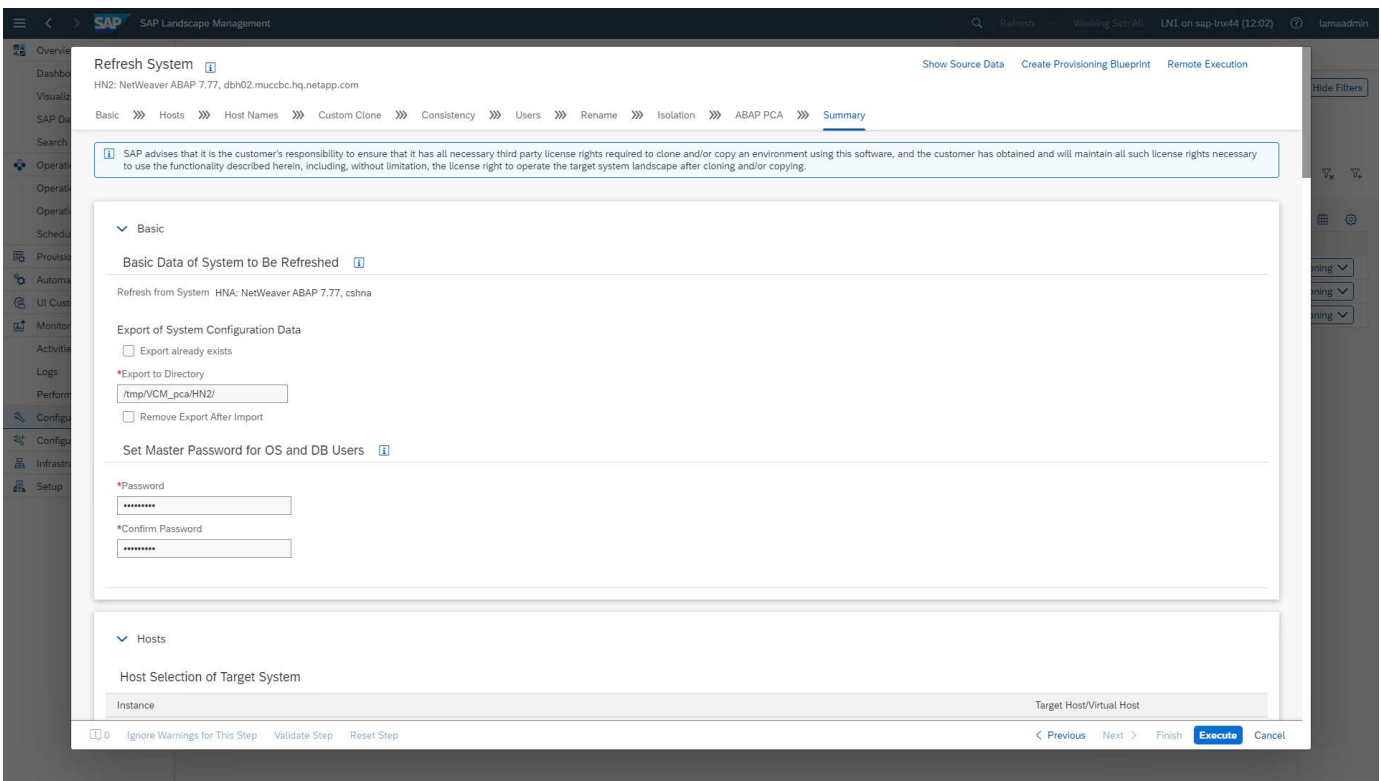 SAP SAP Landscape Management Refresh Working Set: All LN1 on sap-lnx44 (12:02) lamaadmin
Overvie
Dashbo
Visualiz
SAP Da
Search
Operati
Operati
Operati
Schedu
Provisio
Automa
UI Cust
Monitor
Activitie
Logs
Perform
Configu
Configu
Infrastru
Setup
Hide Filters
oning
oning
oning
Refresh System
Show Source Data Create Provisioning Blueprint Remote Execution
HN2: NetWeaver ABAP 7.77, dbh02.muccbc.hq.netapp.com
Basic Hosts Host Names Custom Clone Consistency Users Rename Isolation ABAP PCA Summary
SAP advises that it is the customer's responsibility to ensure that it has all necessary third party license rights required to clone and/or copy an environment using this software, and the customer has obtained and will maintain all such license rights necessary
to use the functionality described herein, including, without limitation, the license right to operate the target system landscape after cloning and/or copying.
Basic
Basic Data of System to Be Refreshed
Refresh from System HNA: NetWeaver ABAP 7.77, cshna
Export of System Configuration Data
Export already exists
*Export to Directory
/tmp/VCM_pca/HN2/
Remove Export After Import
Set Master Password for OS and DB Users
*Password
•••••••••
*Confirm Password
•••••••••
Hosts
Host Selection of Target System
Instance Target Host/Virtual Host
0 Ignore Warnings for This Step Validate Step Reset Step < Previous Next > Finish Execute Cancel